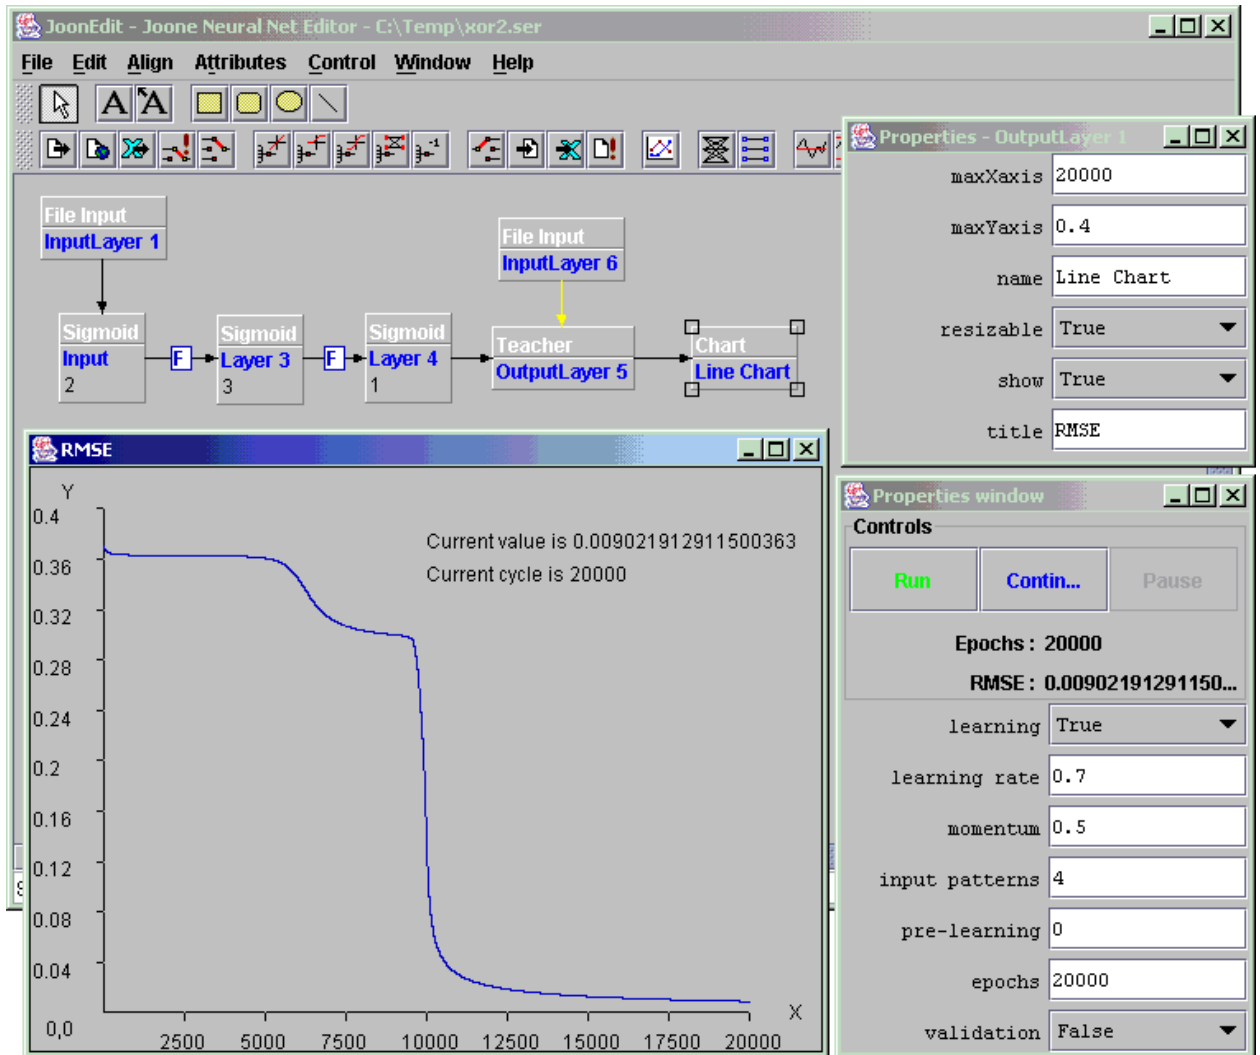 JoonEdit - Joone Neural Net Editor - C:\Temp\xor2.ser
File Edit Align Attributes Control Window Help
A A
Properties - OutputLayer 1
maxXaxis 20000
maxYaxis 0.4
name Line Chart
resizable True
show True
title RMSE
File Input
InputLayer 1
File Input
InputLayer 6
Sigmoid
Input
2
F
Sigmoid
Layer 3
3
F
Sigmoid
Layer 4
1
Teacher
OutputLayer 5
Chart
Line Chart
RMSE
Y
0.4
0.36
0.32
0.28
0.24
0.2
0.16
0.12
0.08
0.04
0,0
Current value is 0.009021912911500363
Current cycle is 20000
X
2500 5000 7500 10000 12500 15000 17500 20000
Properties window
Controls
Run Contin... Pause
Epochs : 20000
RMSE : 0.00902191291150...
learning True
learning rate 0.7
momentum 0.5
input patterns 4
pre-learning 0
epochs 20000
validation False